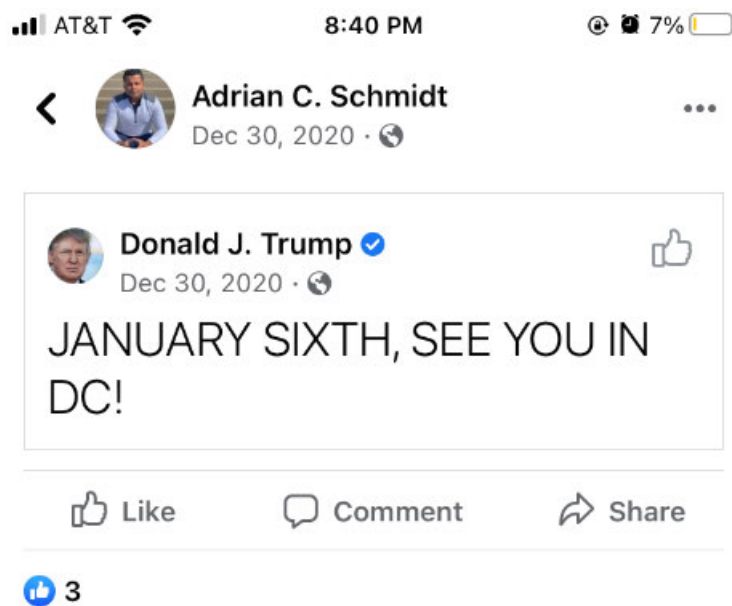 AT&T 8:40 PM 7%
Adrian C. Schmidt
Dec 30, 2020 ·
Donald J. Trump
Dec 30, 2020 ·
JANUARY SIXTH, SEE YOU IN
DC!
Like Comment Share
3